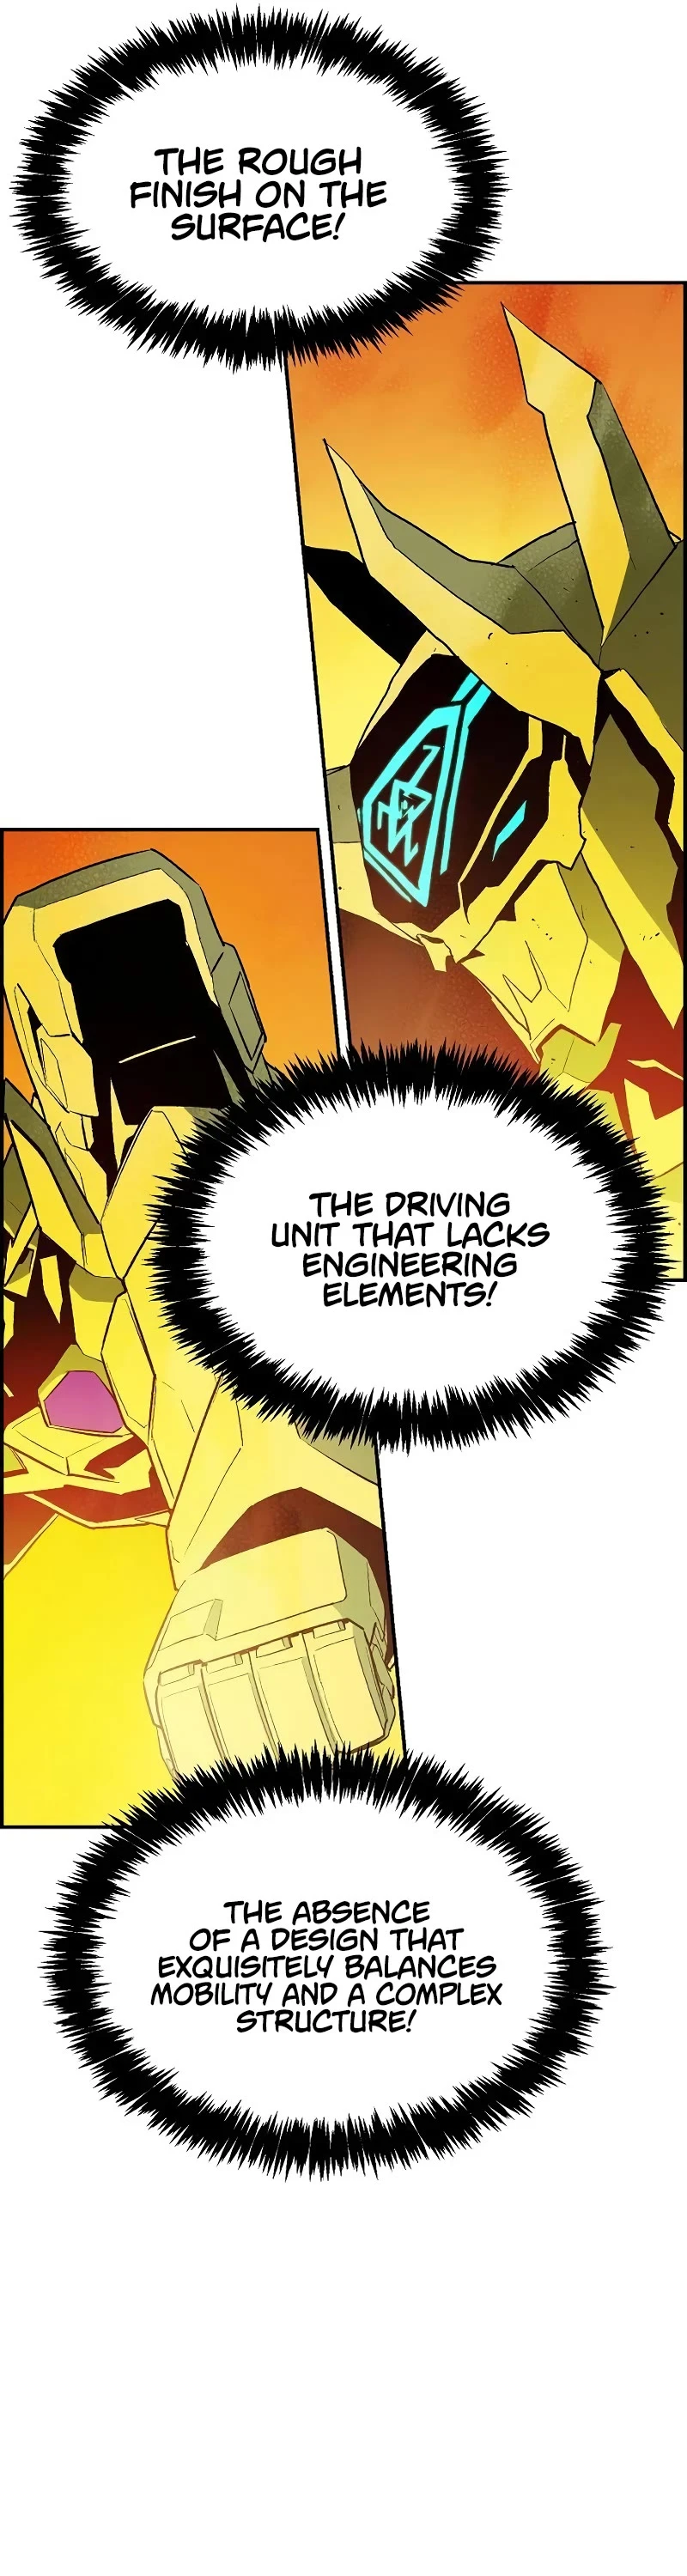 THE ROUGH
FINISH ON THE
SURFACE!
THE DRIVING
UNIT THAT LACKS
ENGINEERING
ELEMENTS!
THE ABSENCE
OF A DESIGN THAT
EXQUISITELY BALANCES
MOBILITY AND A COMPLEX
STRUCTURE!